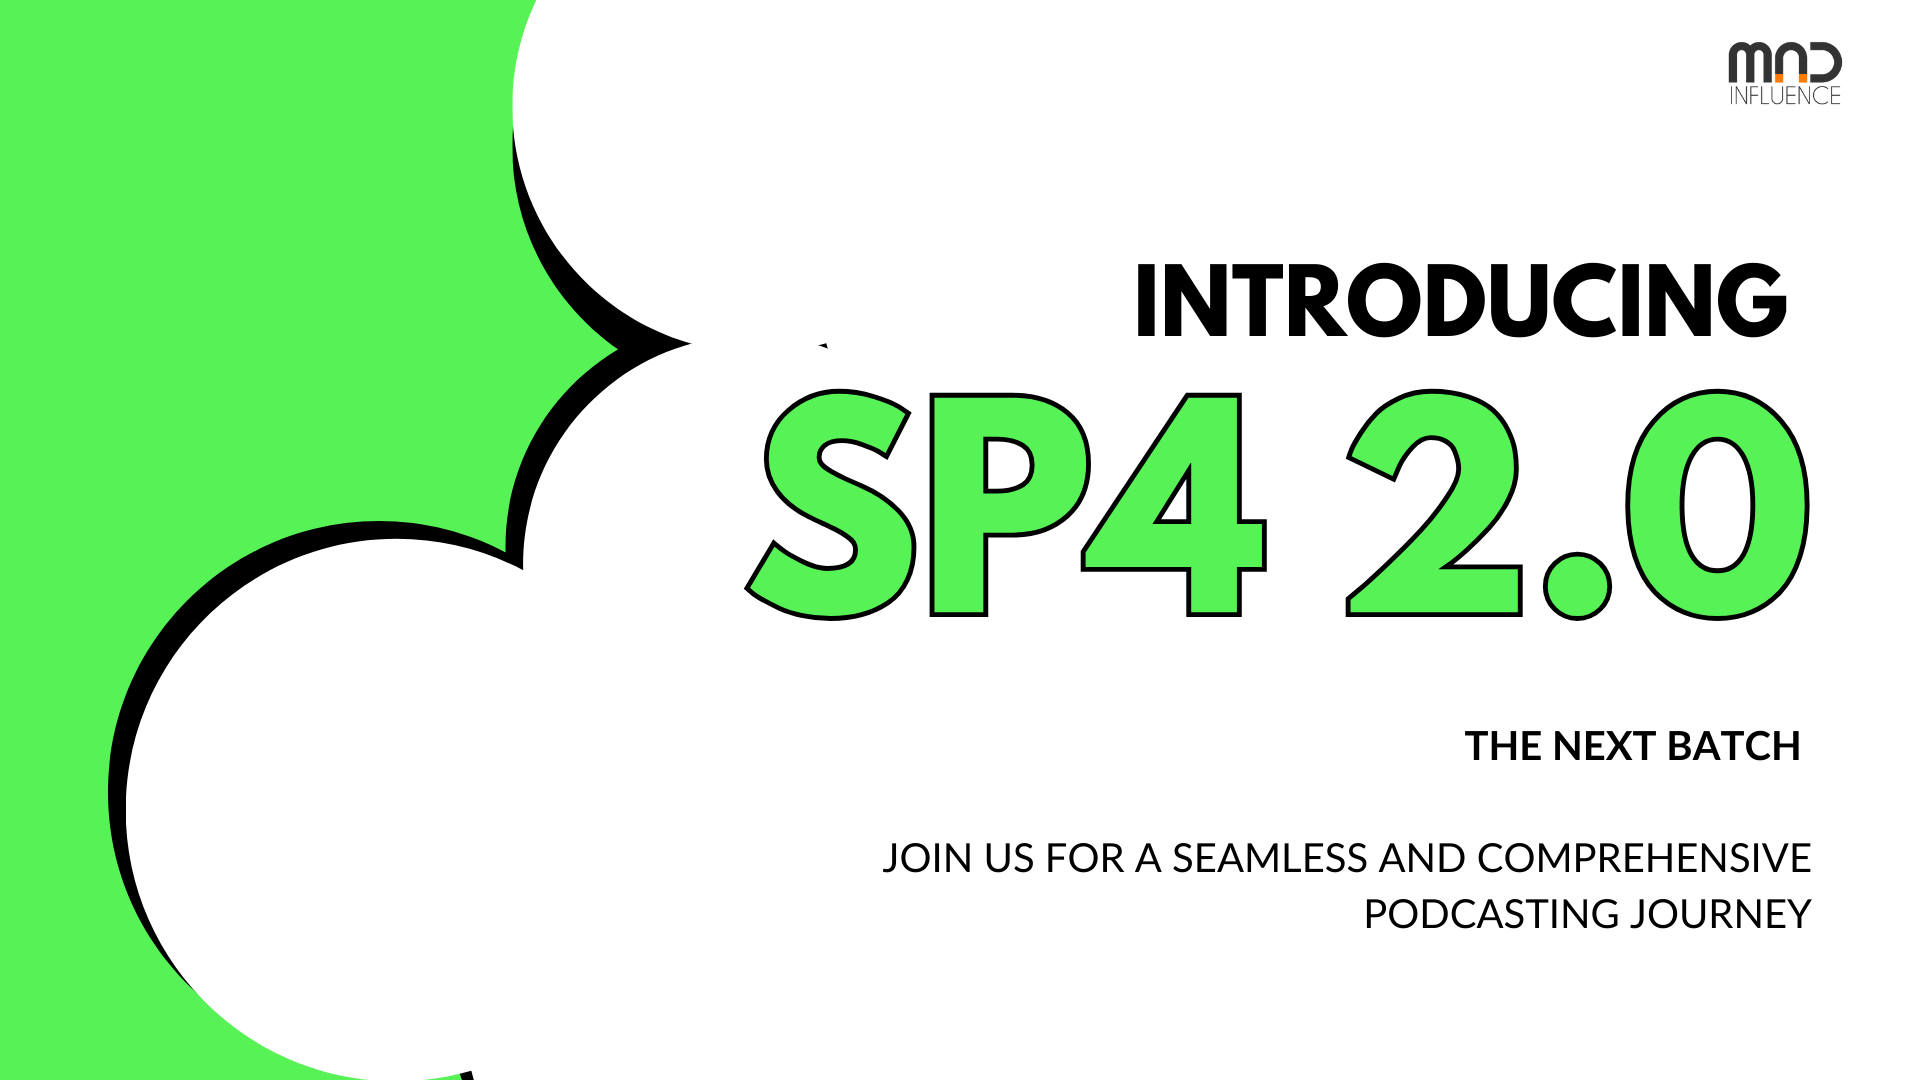 MAD
INFLUENCE
INTRODUCING
SP4 2.0
THE NEXT BATCH
JOIN US FOR A SEAMLESS AND COMPREHENSIVE
PODCASTING JOURNEY